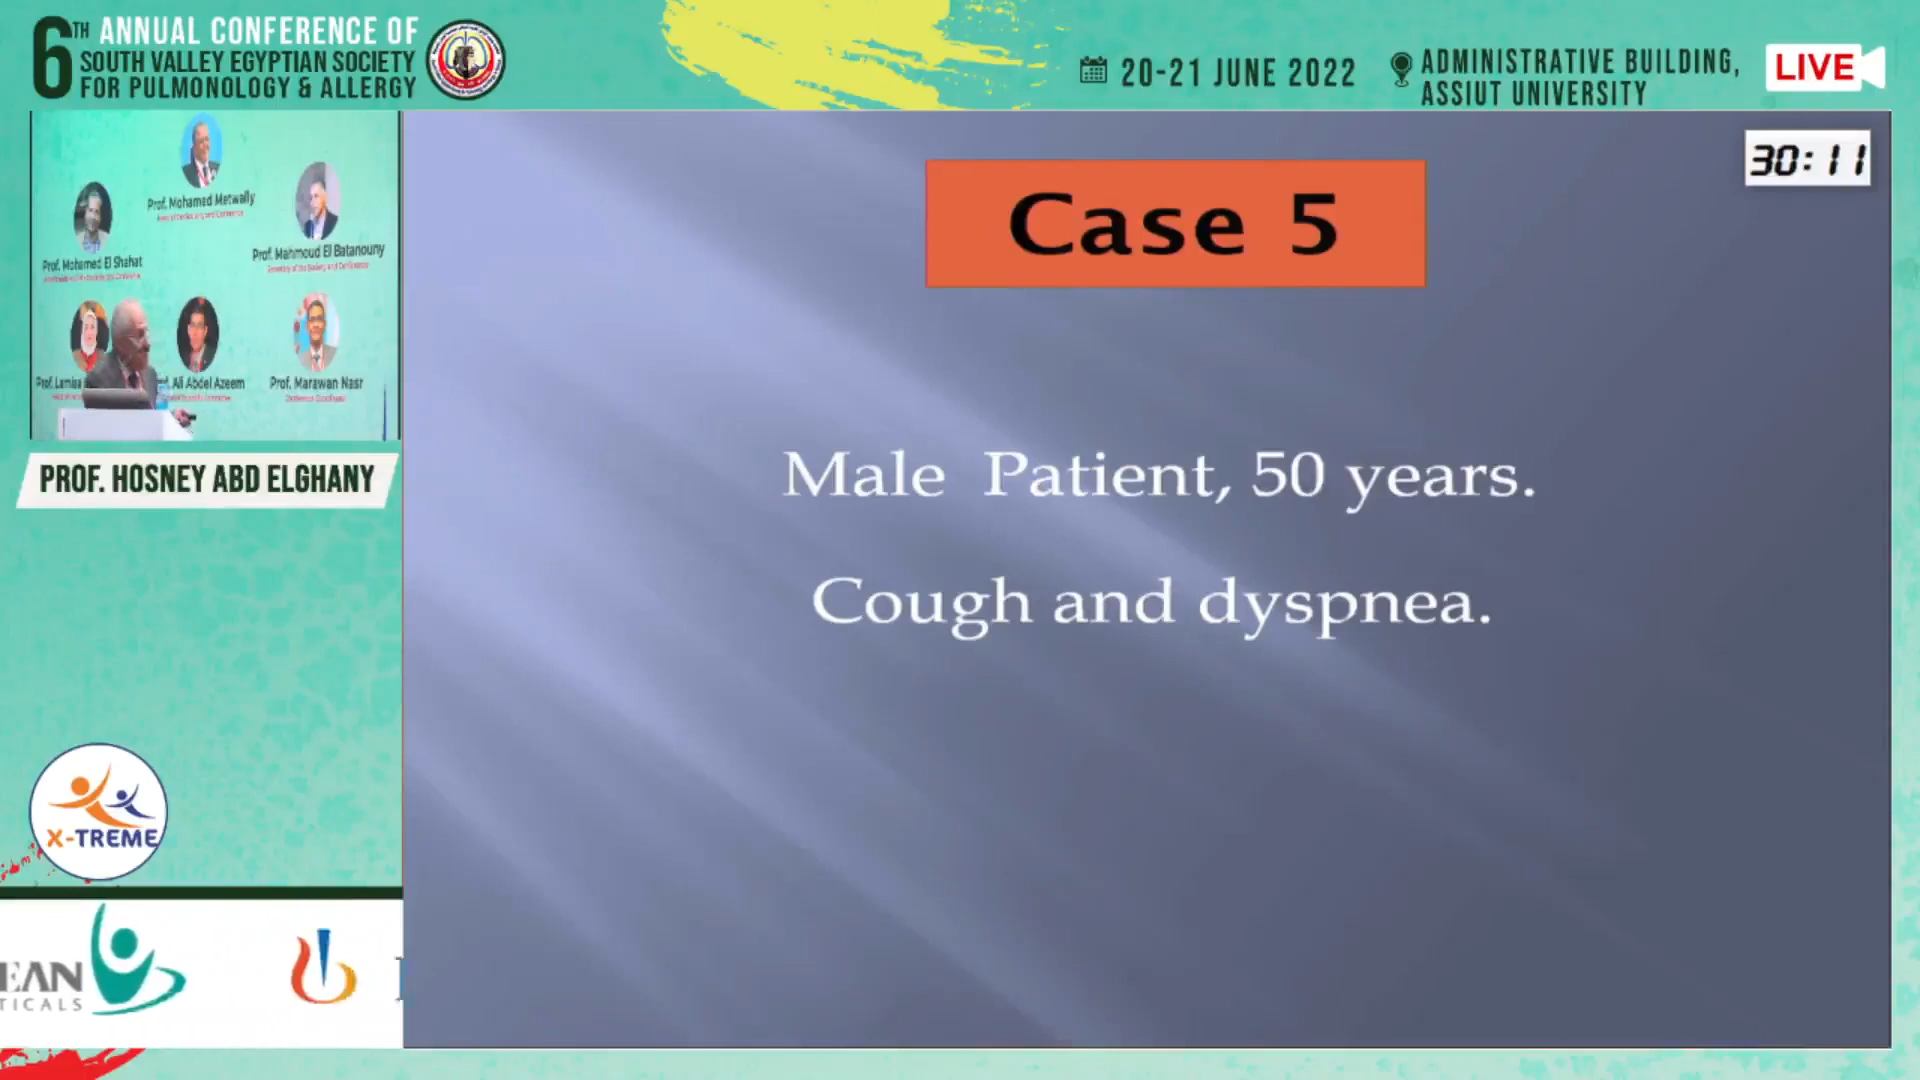 6TH ANNUAL CONFERENCE OF
SOUTH VALLEY EGYPTIAN SOCIETY
FOR PULMONOLOGY & ALLERGY
20-21 JUNE 2022
ADMINISTRATIVE BUILDING,
ASSIUT UNIVERSITY
LIVE
30:11
Prof. Mohamed Metwally
Prof. Mohamed El Shahat
Prof. Mahmoud El Batanouny
Prof. Lamiaa
Ali Abdel Azeem
Prof. Marawan Nasr
PROF. HOSNEY ABD ELGHANY
Case 5
Male Patient, 50 years.
Cough and dyspnea.
X-TREME
EAN
TICALS